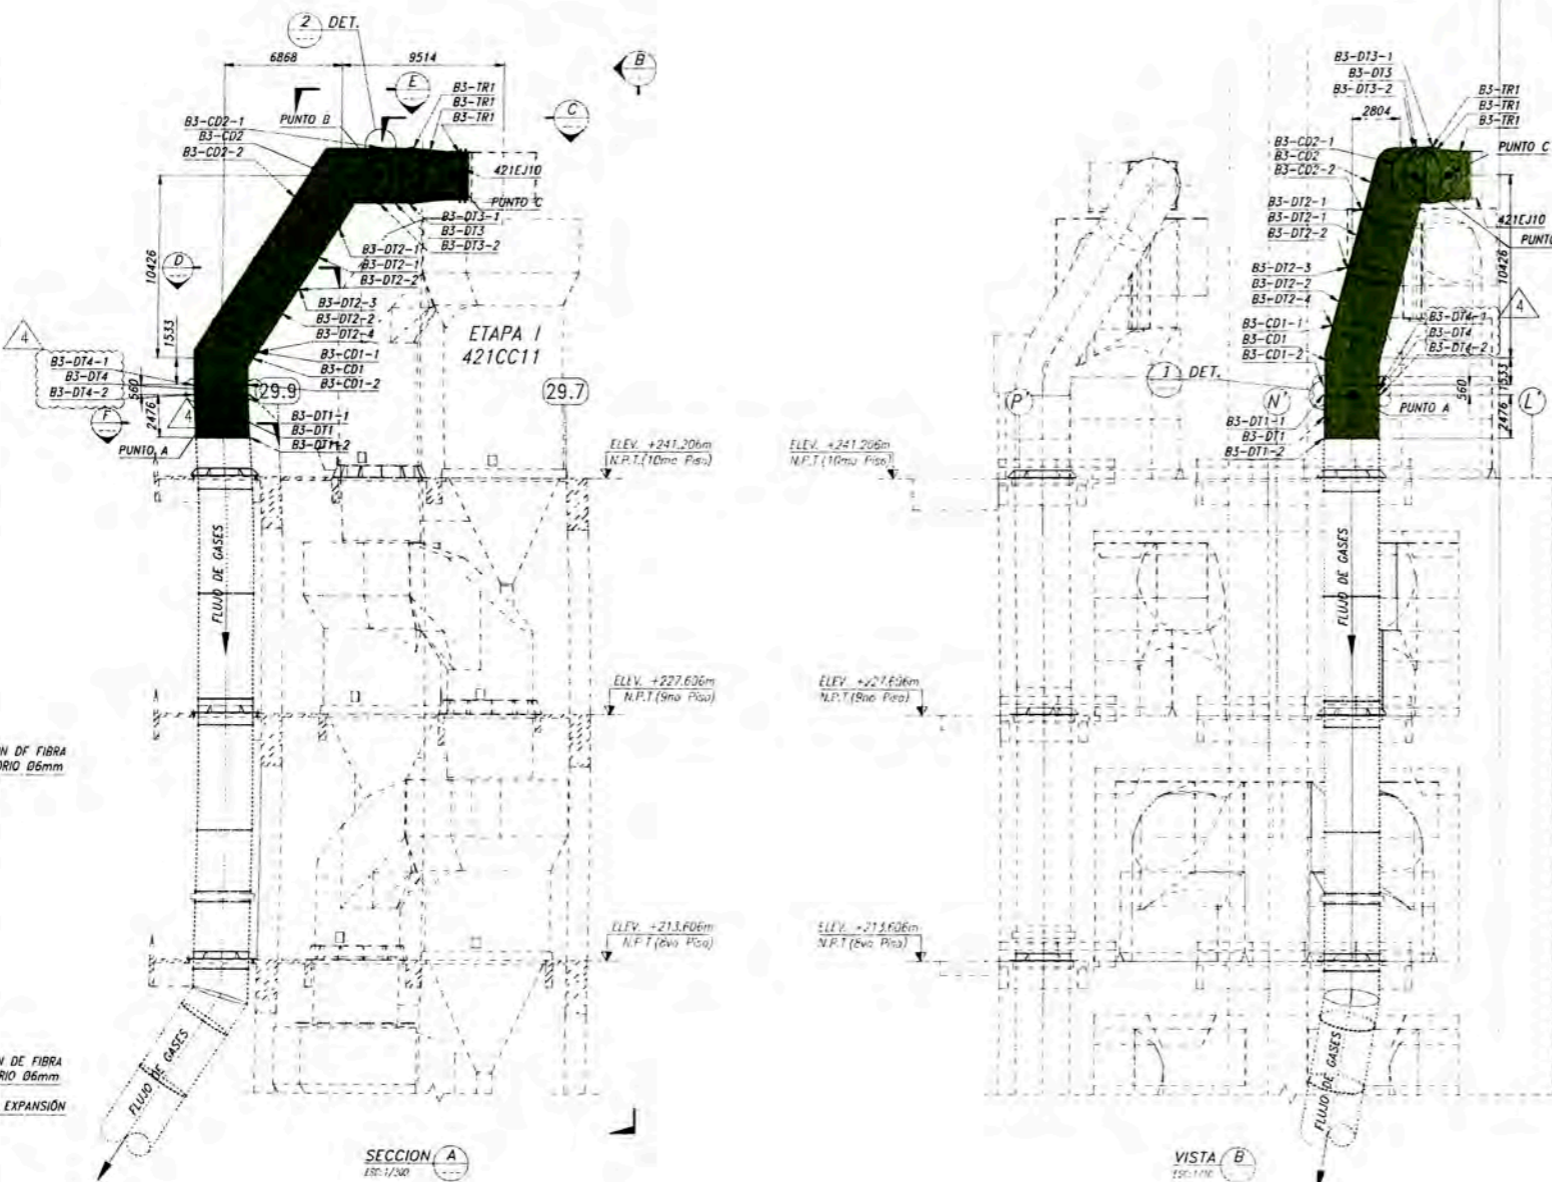 2 DET.
6868
9514
B
E
C
B3-TR1
B3-TR1
B3-TR1
PUNTO B
B3-CD2-1
B3-CD2
B3-CD2-2
421EJ10
PUNTO C
B3-DT3-1
B3-DT3
B3-DT3-2
B3-DT2-1
B3-DT2-1
B3-DT2-2
B3-DT2-3
B3-DT2-2
B3-DT2-4
B3-CD1-1
B3-CD1
B3-CD1-2
D
10426
1533
560
2476
4
B3-DT4-1
B3-DT4
B3-DT4-2
4
F
PUNTO A
B3-DT1-1
B3-DT1
B3-DT1-2
29.9
29.7
ETAPA I
421CC11
ELEV. +241.206m
N.P.T.(10mo Piso)
FLUJO DE GASES
ELEV. +227.606m
N.P.T(9no Piso)
ELEV. +213.606m
N.P.T(8vo Piso)
FLUJO DE GASES
FIBRA
Ø6mm
DE FIBRA
Ø6mm
EXPANSIÓN
SECCION A
ESC:1/300
B3-DT3-1
B3-DT3
B3-DT3-2
2804
B3-TR1
B3-TR1
B3-TR1
PUNTO C
B3-CD2-1
B3-CD2
B3-CD2-2
B3-DT2-1
B3-DT2-1
B3-DT2-2
421EJ10
B3-DT2-3
B3-DT2-2
B3-DT2-4
10426
4
B3-CD1-1
B3-CD1
B3-CD1-2
B3-DT4-1
B3-DT4
B3-DT4-2
1 DET.
P'
N'
L'
560
1533
2476
PUNTO A
B3-DT1-1
B3-DT1
B3-DT1-2
ELEV. +241.206m
N.P.T(10mo Piso)
FLUJO DE GASES
ELEV. +227.606m
N.P.T(9no Piso)
ELEV. +213.606m
N.P.T(8vo Piso)
FLUJO DE GASES
VISTA B